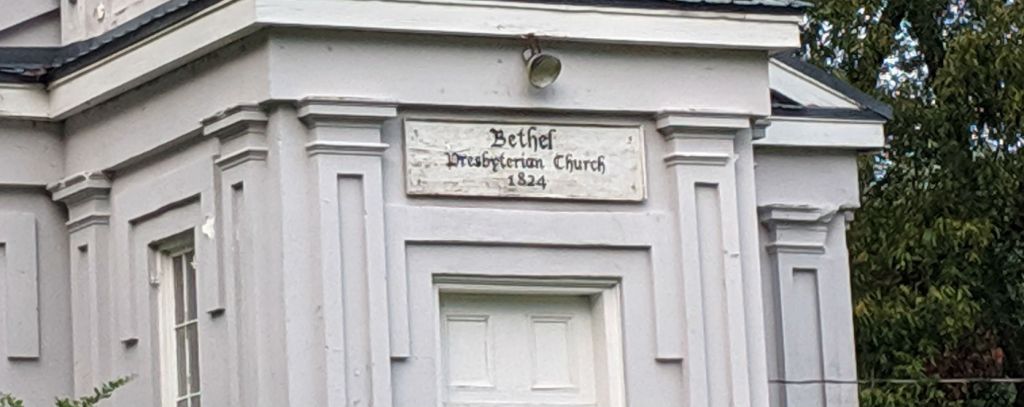 Bethel
Presbyterian Church
1824